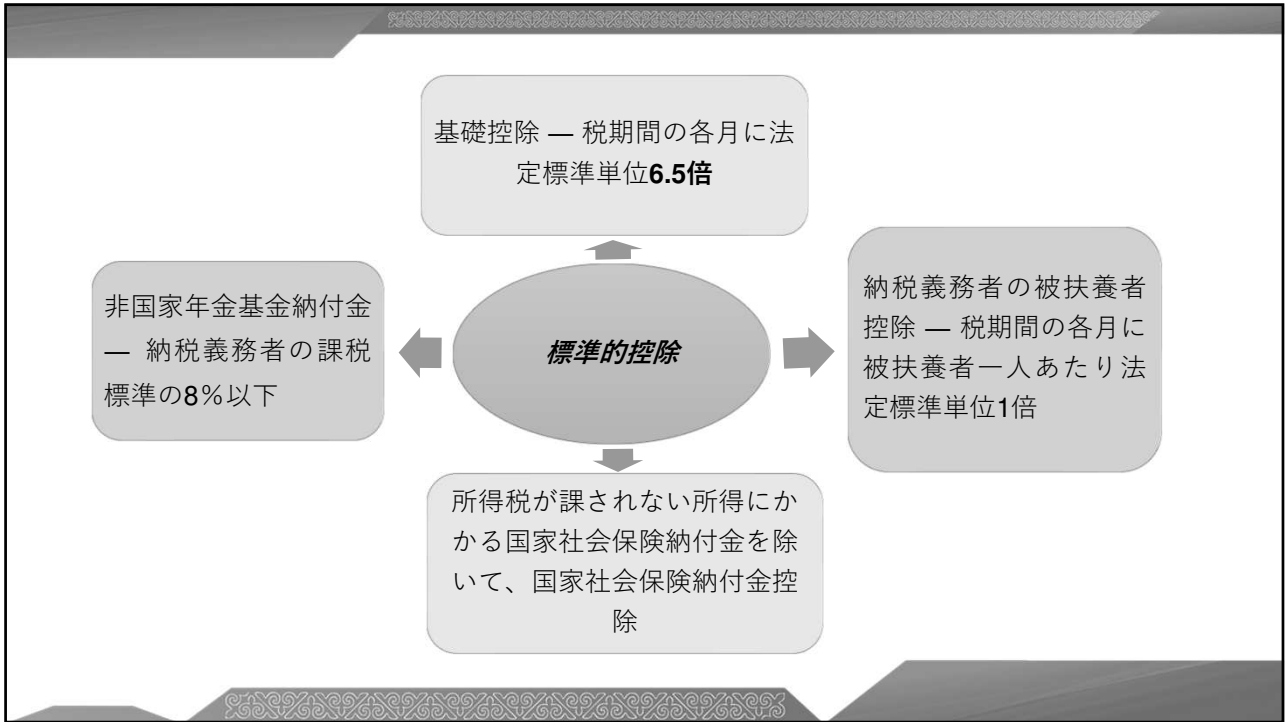 基礎控除 ― 税期間の各月に法
定標準単位6.5倍
非国家年金基金納付金
― 納税義務者の課税
標準の8％以下
標準的控除
納税義務者の被扶養者
控除 ― 税期間の各月に
被扶養者一人あたり法
定標準単位1倍
所得税が課されない所得にか
かる国家社会保険納付金を除
いて、国家社会保険納付金控
除